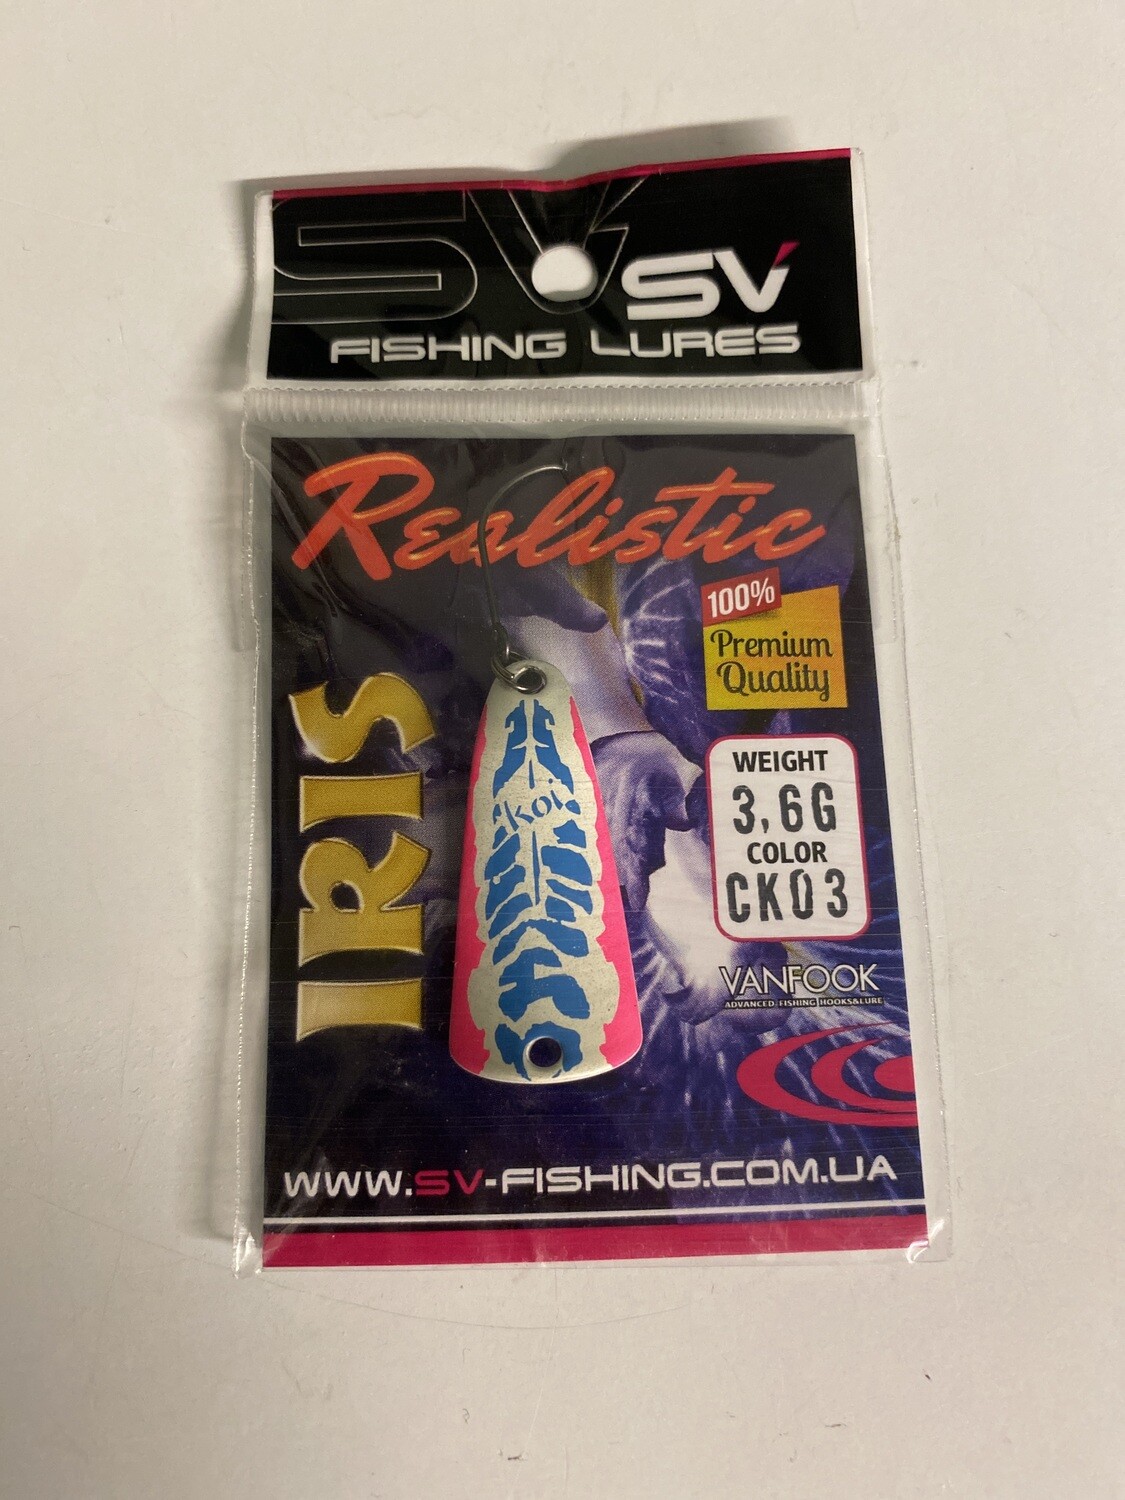 SV
SV
FISHING LURES
Realistic
100%
Premium
Quality
IRIS
WEIGHT
3,6G
COLOR
CK03
Koi
VANFOOK
ADVANCED FISHING HOOKS&LURE
WWW.SV-FISHING.COM.UA